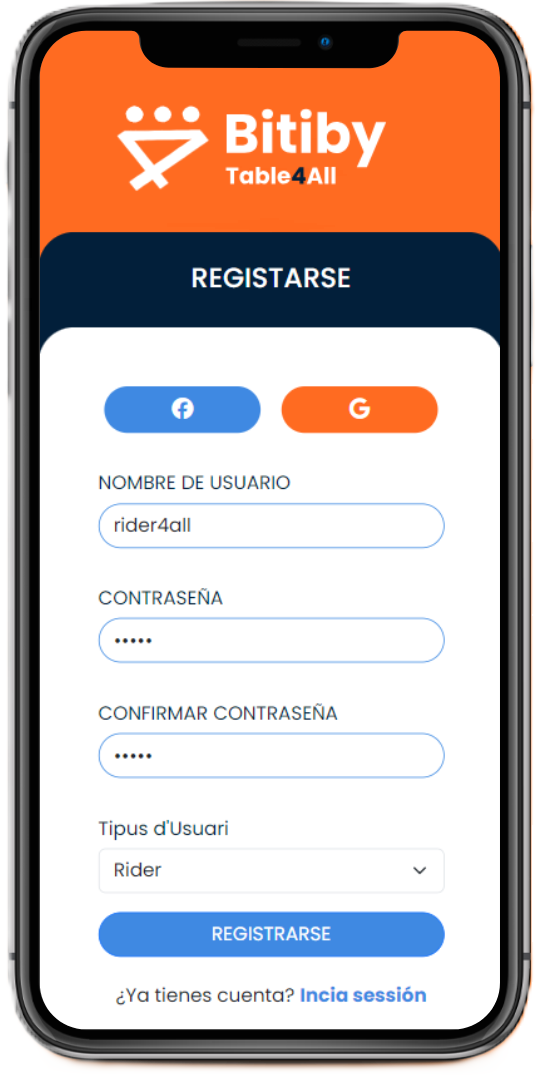 Bitiby
Table4All
REGISTARSE
NOMBRE DE USUARIO
rider4all
CONTRASEÑA
•••••
CONFIRMAR CONTRASEÑA
•••••
Tipus d'Usuari
Rider
REGISTRARSE
¿Ya tienes cuenta? Incia sessión